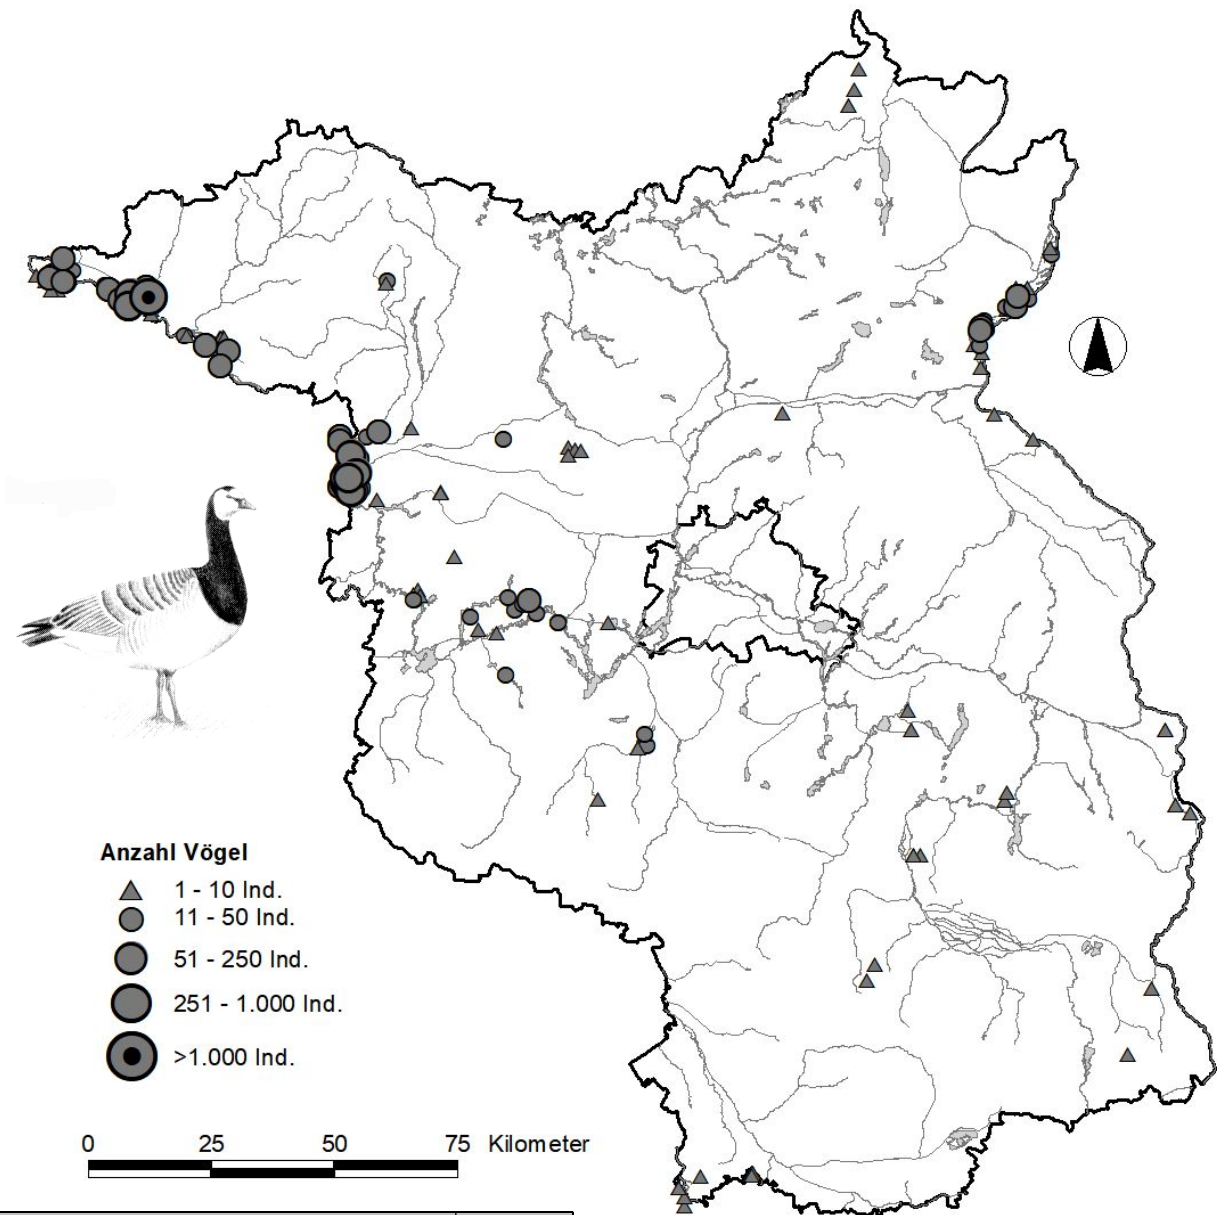 Anzahl Vögel
1 - 10 Ind.
11 - 50 Ind.
51 - 250 Ind.
251 - 1.000 Ind.
>1.000 Ind.
0 25 50 75 Kilometer